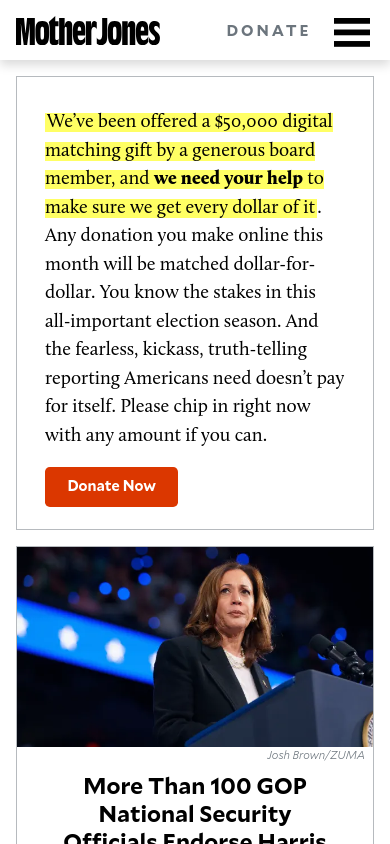 Mother Jones
DONATE
We've been offered a $50,000 digital
matching gift by a generous board
member, and we need your help to
make sure we get every dollar of it.
Any donation you make online this
month will be matched dollar-for-
dollar. You know the stakes in this
all-important election season. And
the fearless, kickass, truth-telling
reporting Americans need doesn't pay
for itself. Please chip in right now
with any amount if you can.
Donate Now
Josh Brown/ZUMA
More Than 100 GOP
National Security
Officials Endorse Harris